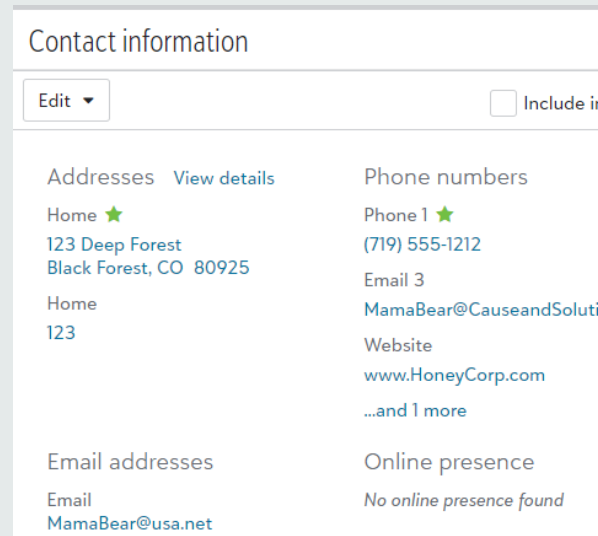 Contact information
Edit
Include
Addresses View details
Home
123 Deep Forest
Black Forest, CO 80925
Home
123
Phone numbers
Phone 1
(719) 555-1212
Email 3
MamaBear@CauseandSoluti
Website
www.HoneyCorp.com
...and 1 more
Email addresses
Email
MamaBear@usa.net
Online presence
No online presence found